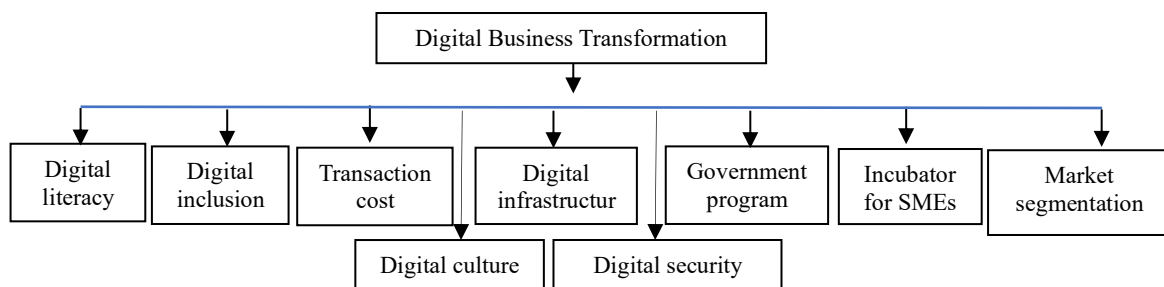 Digital Business Transformation
Digital
literacy
Digital
inclusion
Transaction
cost
Digital
infrastructur
Government
program
Incubator
for SMEs
Market
segmentation
Digital culture
Digital security